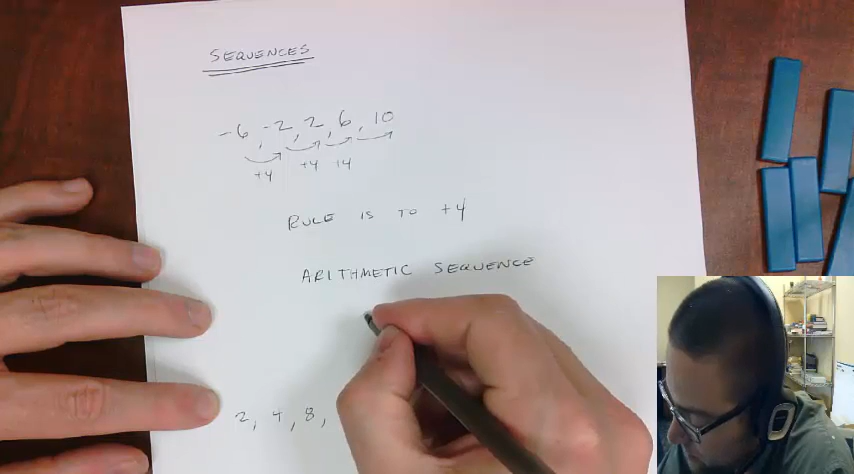 SEQUENCES
-6, -2, 2, 6, 10
+4 +4 +4
RULE IS TO +4
ARITHMETIC SEQUENCE
2, 4, 8,